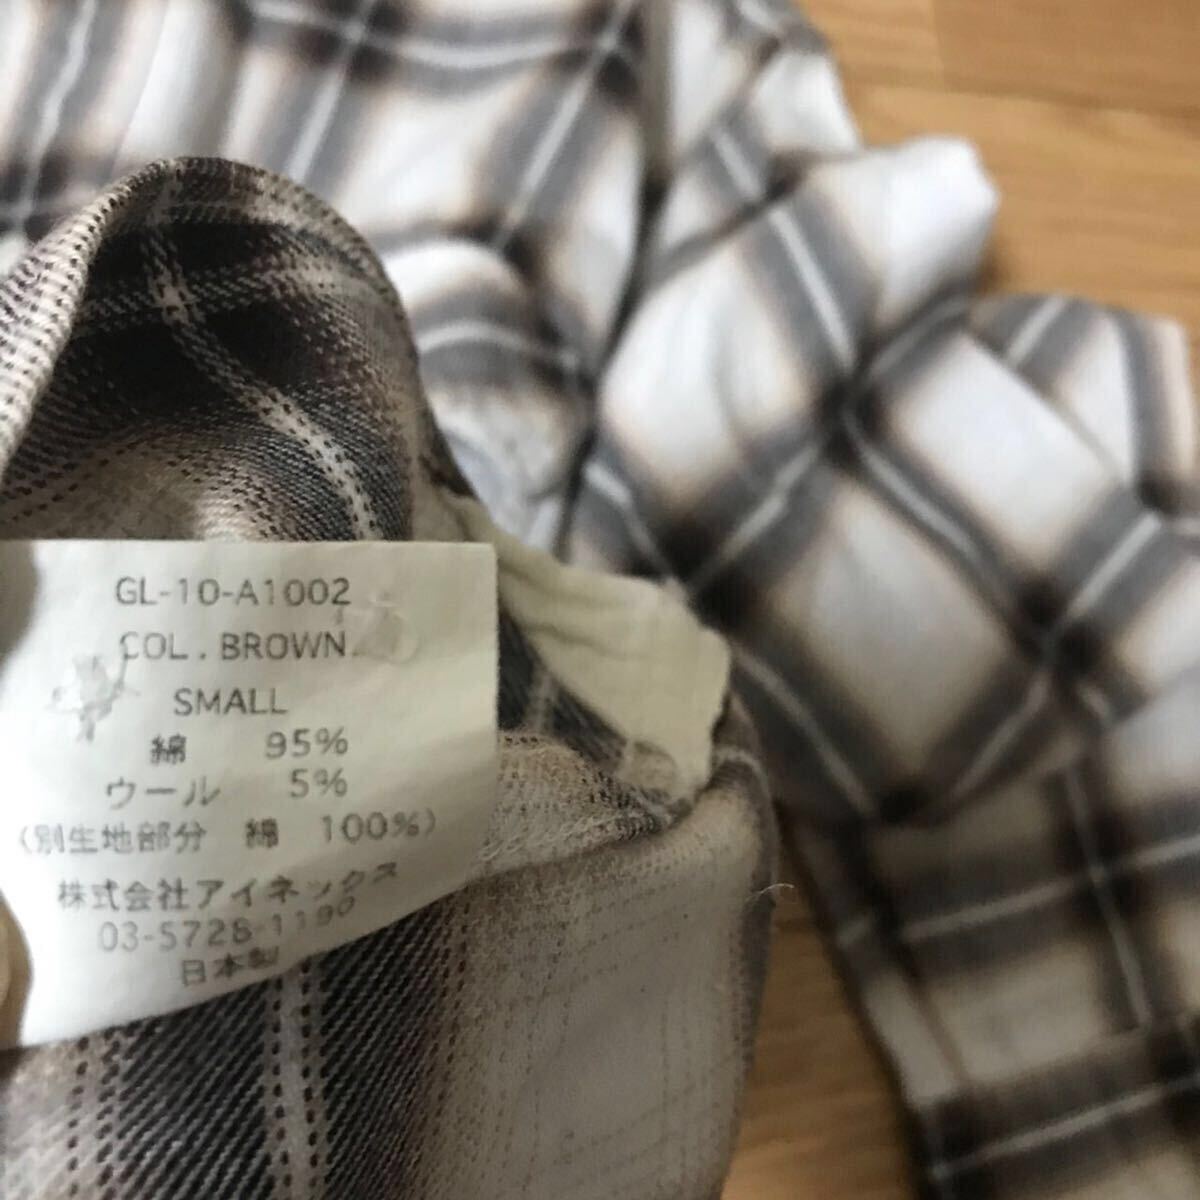 GL-10-A1002
COL. BROWN
SMALL
綿 95%
ウール 5%
(別生地部分 綿 100%)
株式会社アイネックス
03-5728-1190
日本製